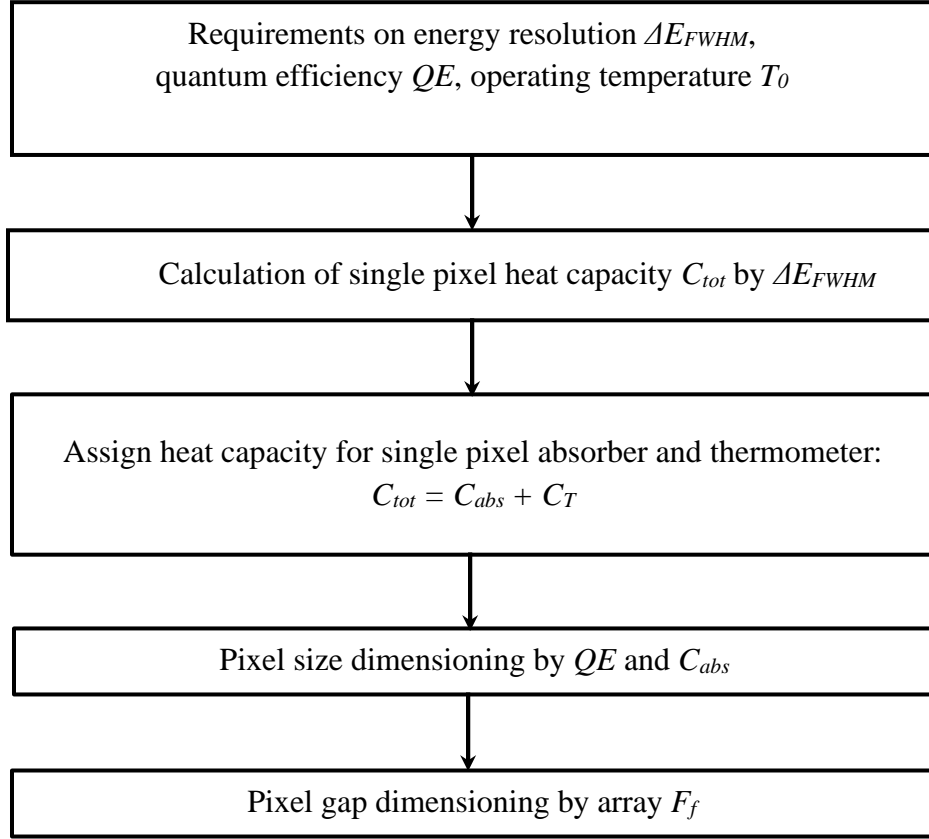 Requirements on energy resolution ΔE_FWHM,
quantum efficiency QE, operating temperature T_0
Calculation of single pixel heat capacity C_tot by ΔE_FWHM
Assign heat capacity for single pixel absorber and thermometer:
C_tot = C_abs + C_T
Pixel size dimensioning by QE and C_abs
Pixel gap dimensioning by array F_f